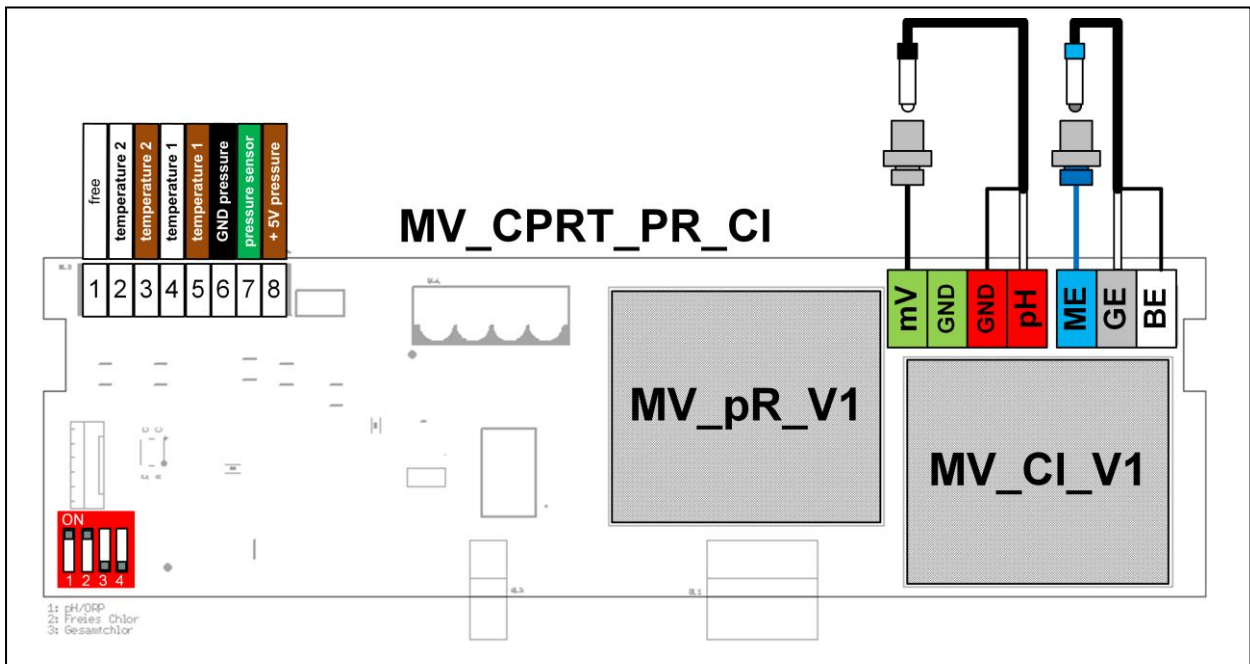 free
temperature 2
temperature 2
temperature 1
temperature 1
GND pressure
pressure sensor
+ 5V pressure
MV_CPRT_PR_Cl
1 2 3 4 5 6 7 8
mV GND GND pH ME GE BE
MV_pR_V1
MV_Cl_V1
ON
1 2 3 4
1: pH/ORP
2: Freies Chlor
3: Gesamtchlor